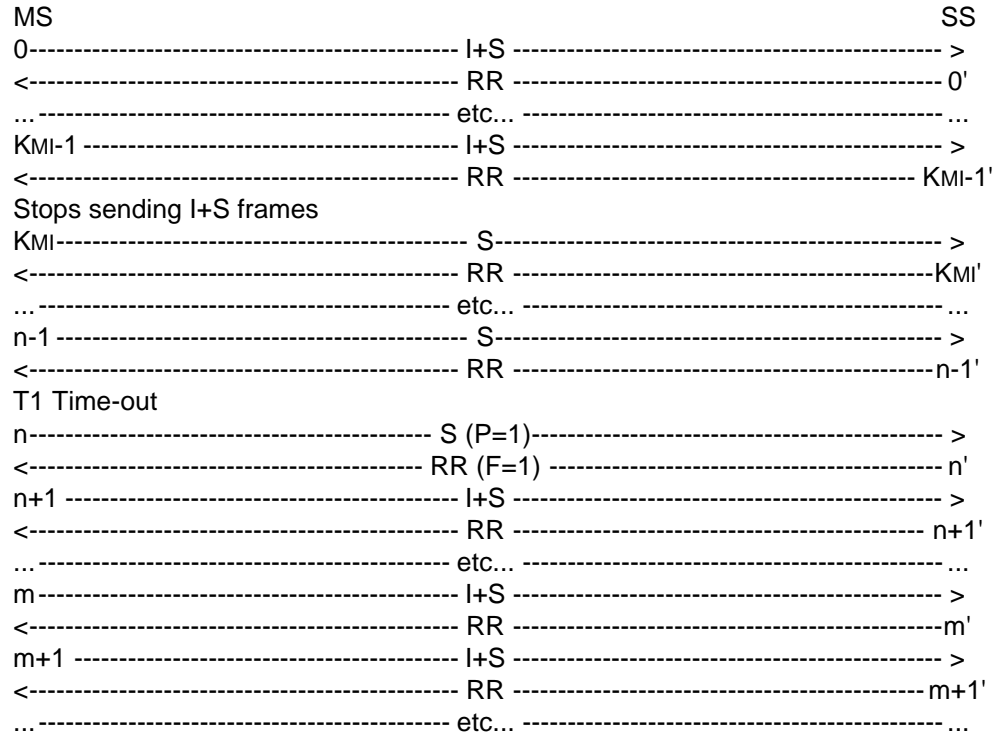 MS SS
0------------------------------------------------ I+S ------------------------------------------------ >
<------------------------------------------------ RR ------------------------------------------------ 0'
... ---------------------------------------------- etc... ----------------------------------------------- ...
KMI-1 ------------------------------------------ I+S ------------------------------------------------ >
<------------------------------------------------ RR --------------------------------------------- KMI-1'
Stops sending I+S frames
KMI---------------------------------------------- S-------------------------------------------------- >
<------------------------------------------------ RR -----------------------------------------------KMI'
... ---------------------------------------------- etc... ----------------------------------------------- ...
n-1 --------------------------------------------- S-------------------------------------------------- >
<------------------------------------------------ RR -----------------------------------------------n-1'
T1 Time-out
n--------------------------------------------- S (P=1)---------------------------------------------- >
<-------------------------------------------- RR (F=1) -------------------------------------------- n'
n+1 -------------------------------------------- I+S ------------------------------------------------ >
<------------------------------------------------ RR ---------------------------------------------- n+1'
... ---------------------------------------------- etc... ----------------------------------------------- ...
m----------------------------------------------- I+S ------------------------------------------------ >
<------------------------------------------------ RR ------------------------------------------------m'
m+1 ------------------------------------------- I+S ------------------------------------------------ >
<------------------------------------------------ RR ---------------------------------------------- m+1'
... ---------------------------------------------- etc... ----------------------------------------------- ...